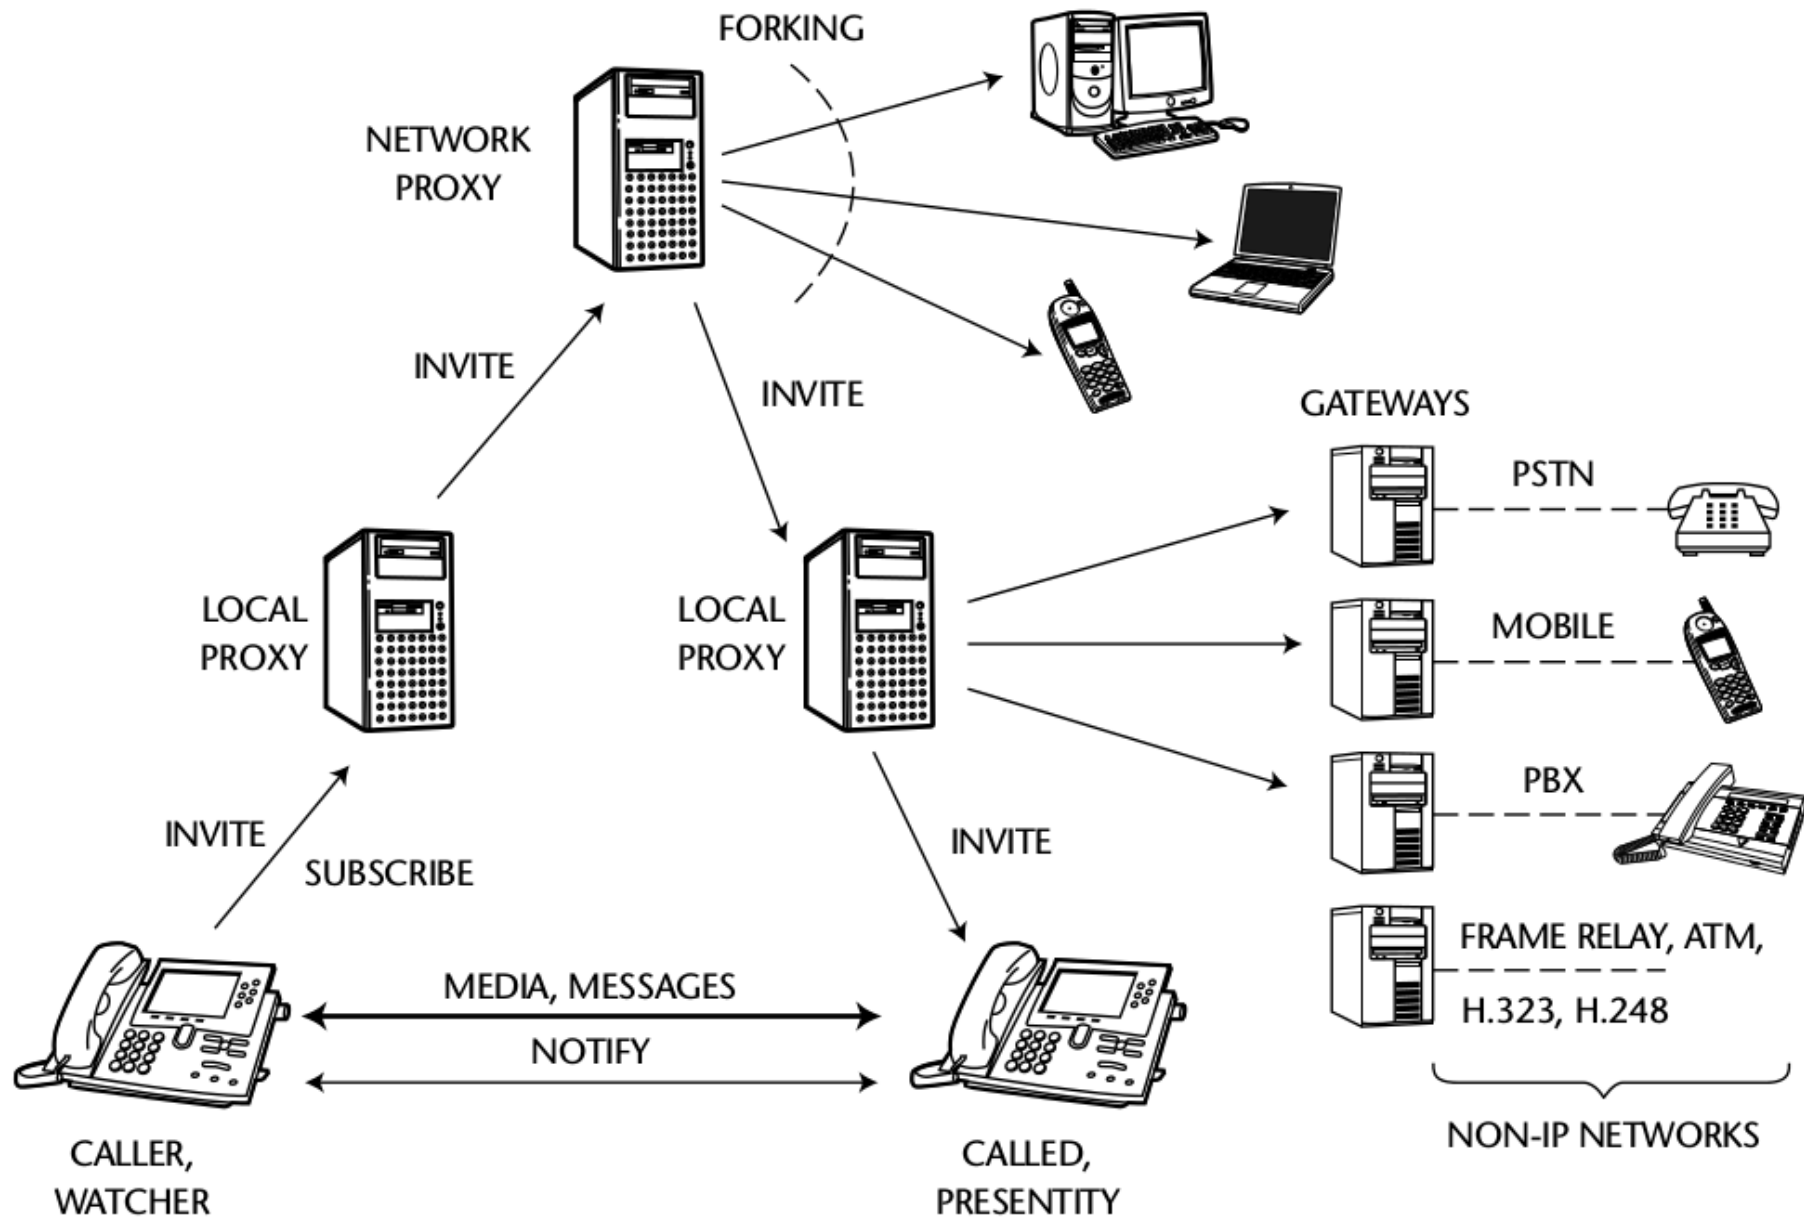 FORKING
NETWORK
PROXY
INVITE
INVITE
GATEWAYS
PSTN
LOCAL
PROXY
LOCAL
PROXY
MOBILE
PBX
INVITE
SUBSCRIBE
INVITE
FRAME RELAY, ATM,
H.323, H.248
MEDIA, MESSAGES
NOTIFY
NON-IP NETWORKS
CALLER,
WATCHER
CALLED,
PRESENTITY